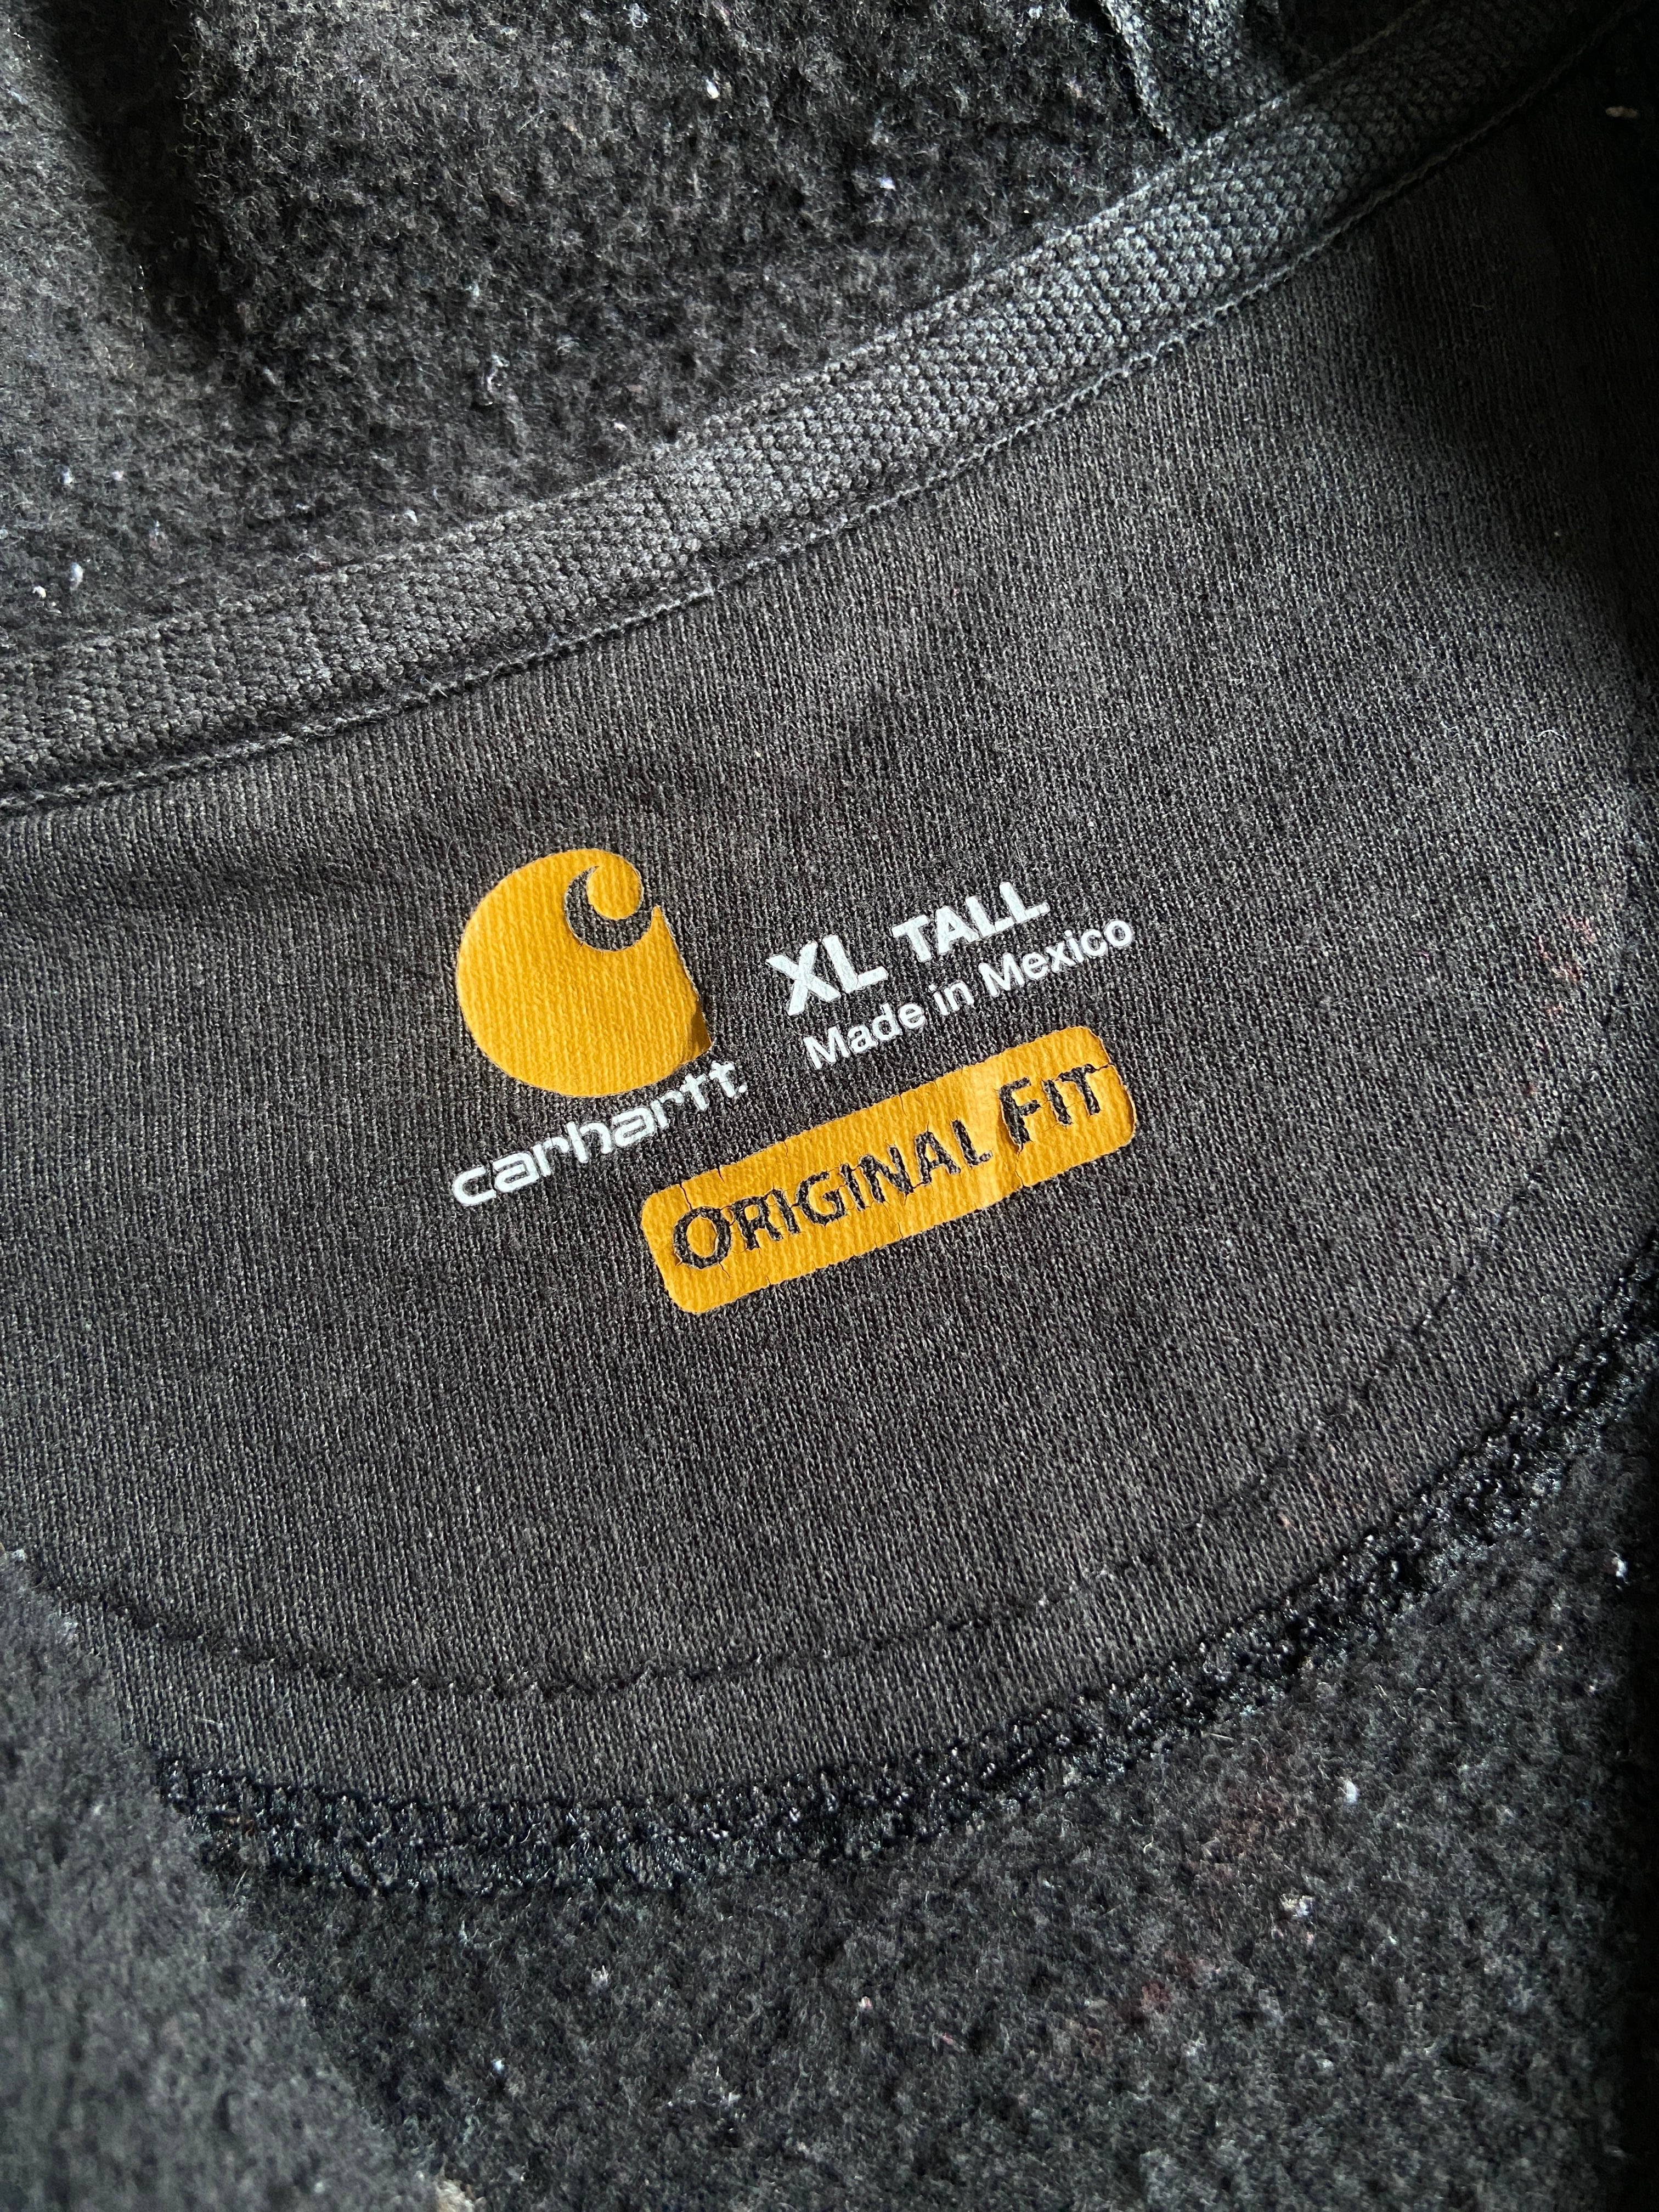 carhartt
XL TALL
Made in Mexico
ORIGINAL FIT